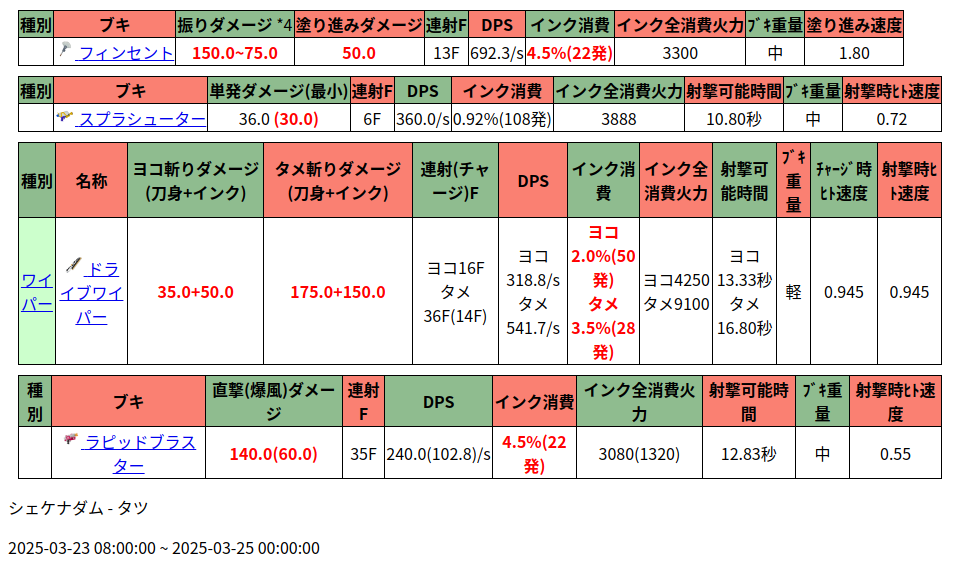 種別 ブキ 振りダメージ *4 塗り進みダメージ 連射F DPS インク消費 インク全消費火力 ﾌﾞｷ重量 塗り進み速度
フィンセント 150.0~75.0 50.0 13F 692.3/s 4.5%(22発) 3300 中 1.80
種別 ブキ 単発ダメージ(最小) 連射F DPS インク消費 インク全消費火力 射撃可能時間 ﾌﾞｷ重量 射撃時ﾋﾄ速度
スプラシューター 36.0 (30.0) 6F 360.0/s 0.92%(108発) 3888 10.80秒 中 0.72
種別 名称 ヨコ斬りダメージ
(刀身+インク) タメ斬りダメージ
(刀身+インク) 連射(チャ
ージ)F DPS インク消
費 インク全
消費火力 射撃可
能時間 ﾌﾞｷ
重
量 ﾁｬｰｼﾞ時
ﾋﾄ速度 射撃時ﾋ
ﾄ速度
ワイ
パー ドラ
イブワイ
パー 35.0+50.0 175.0+150.0 ヨコ16F
タメ
36F(14F) ヨコ
318.8/s
タメ
541.7/s ヨコ
2.0%(50
発)
タメ
3.5%(28
発) ヨコ4250
タメ9100 ヨコ
13.33秒
タメ
16.80秒 軽 0.945 0.945
種
別 ブキ 直撃(爆風)ダメー
ジ 連射
F DPS インク消費 インク全消費火
力 射撃可能時
間 ﾌﾞｷ重
量 射撃時ﾋﾄ速
度
ラピッドブラス
ター 140.0(60.0) 35F 240.0(102.8)/s 4.5%(22
発) 3080(1320) 12.83秒 中 0.55
シェケナダム - タツ
2025-03-23 08:00:00 ~ 2025-03-25 00:00:00